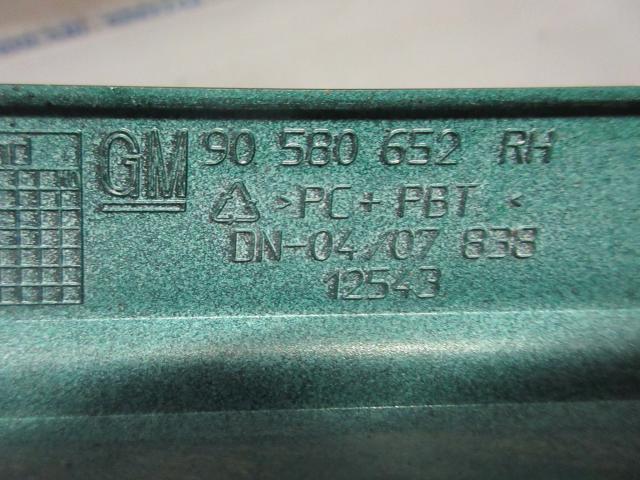 GM 90 580 652 RH
>PC + PBT <
DN-04/07 838
12543